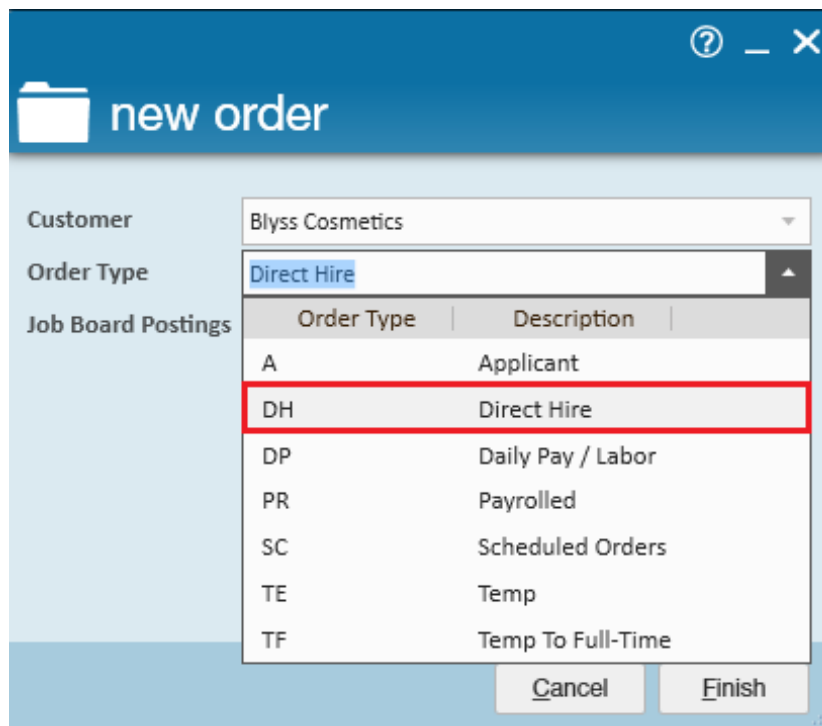 new order
Customer Blyss Cosmetics
Order Type Direct Hire
Job Board Postings
Order Type Description
A Applicant
DH Direct Hire
DP Daily Pay / Labor
PR Payrolled
SC Scheduled Orders
TE Temp
TF Temp To Full-Time
Cancel Finish